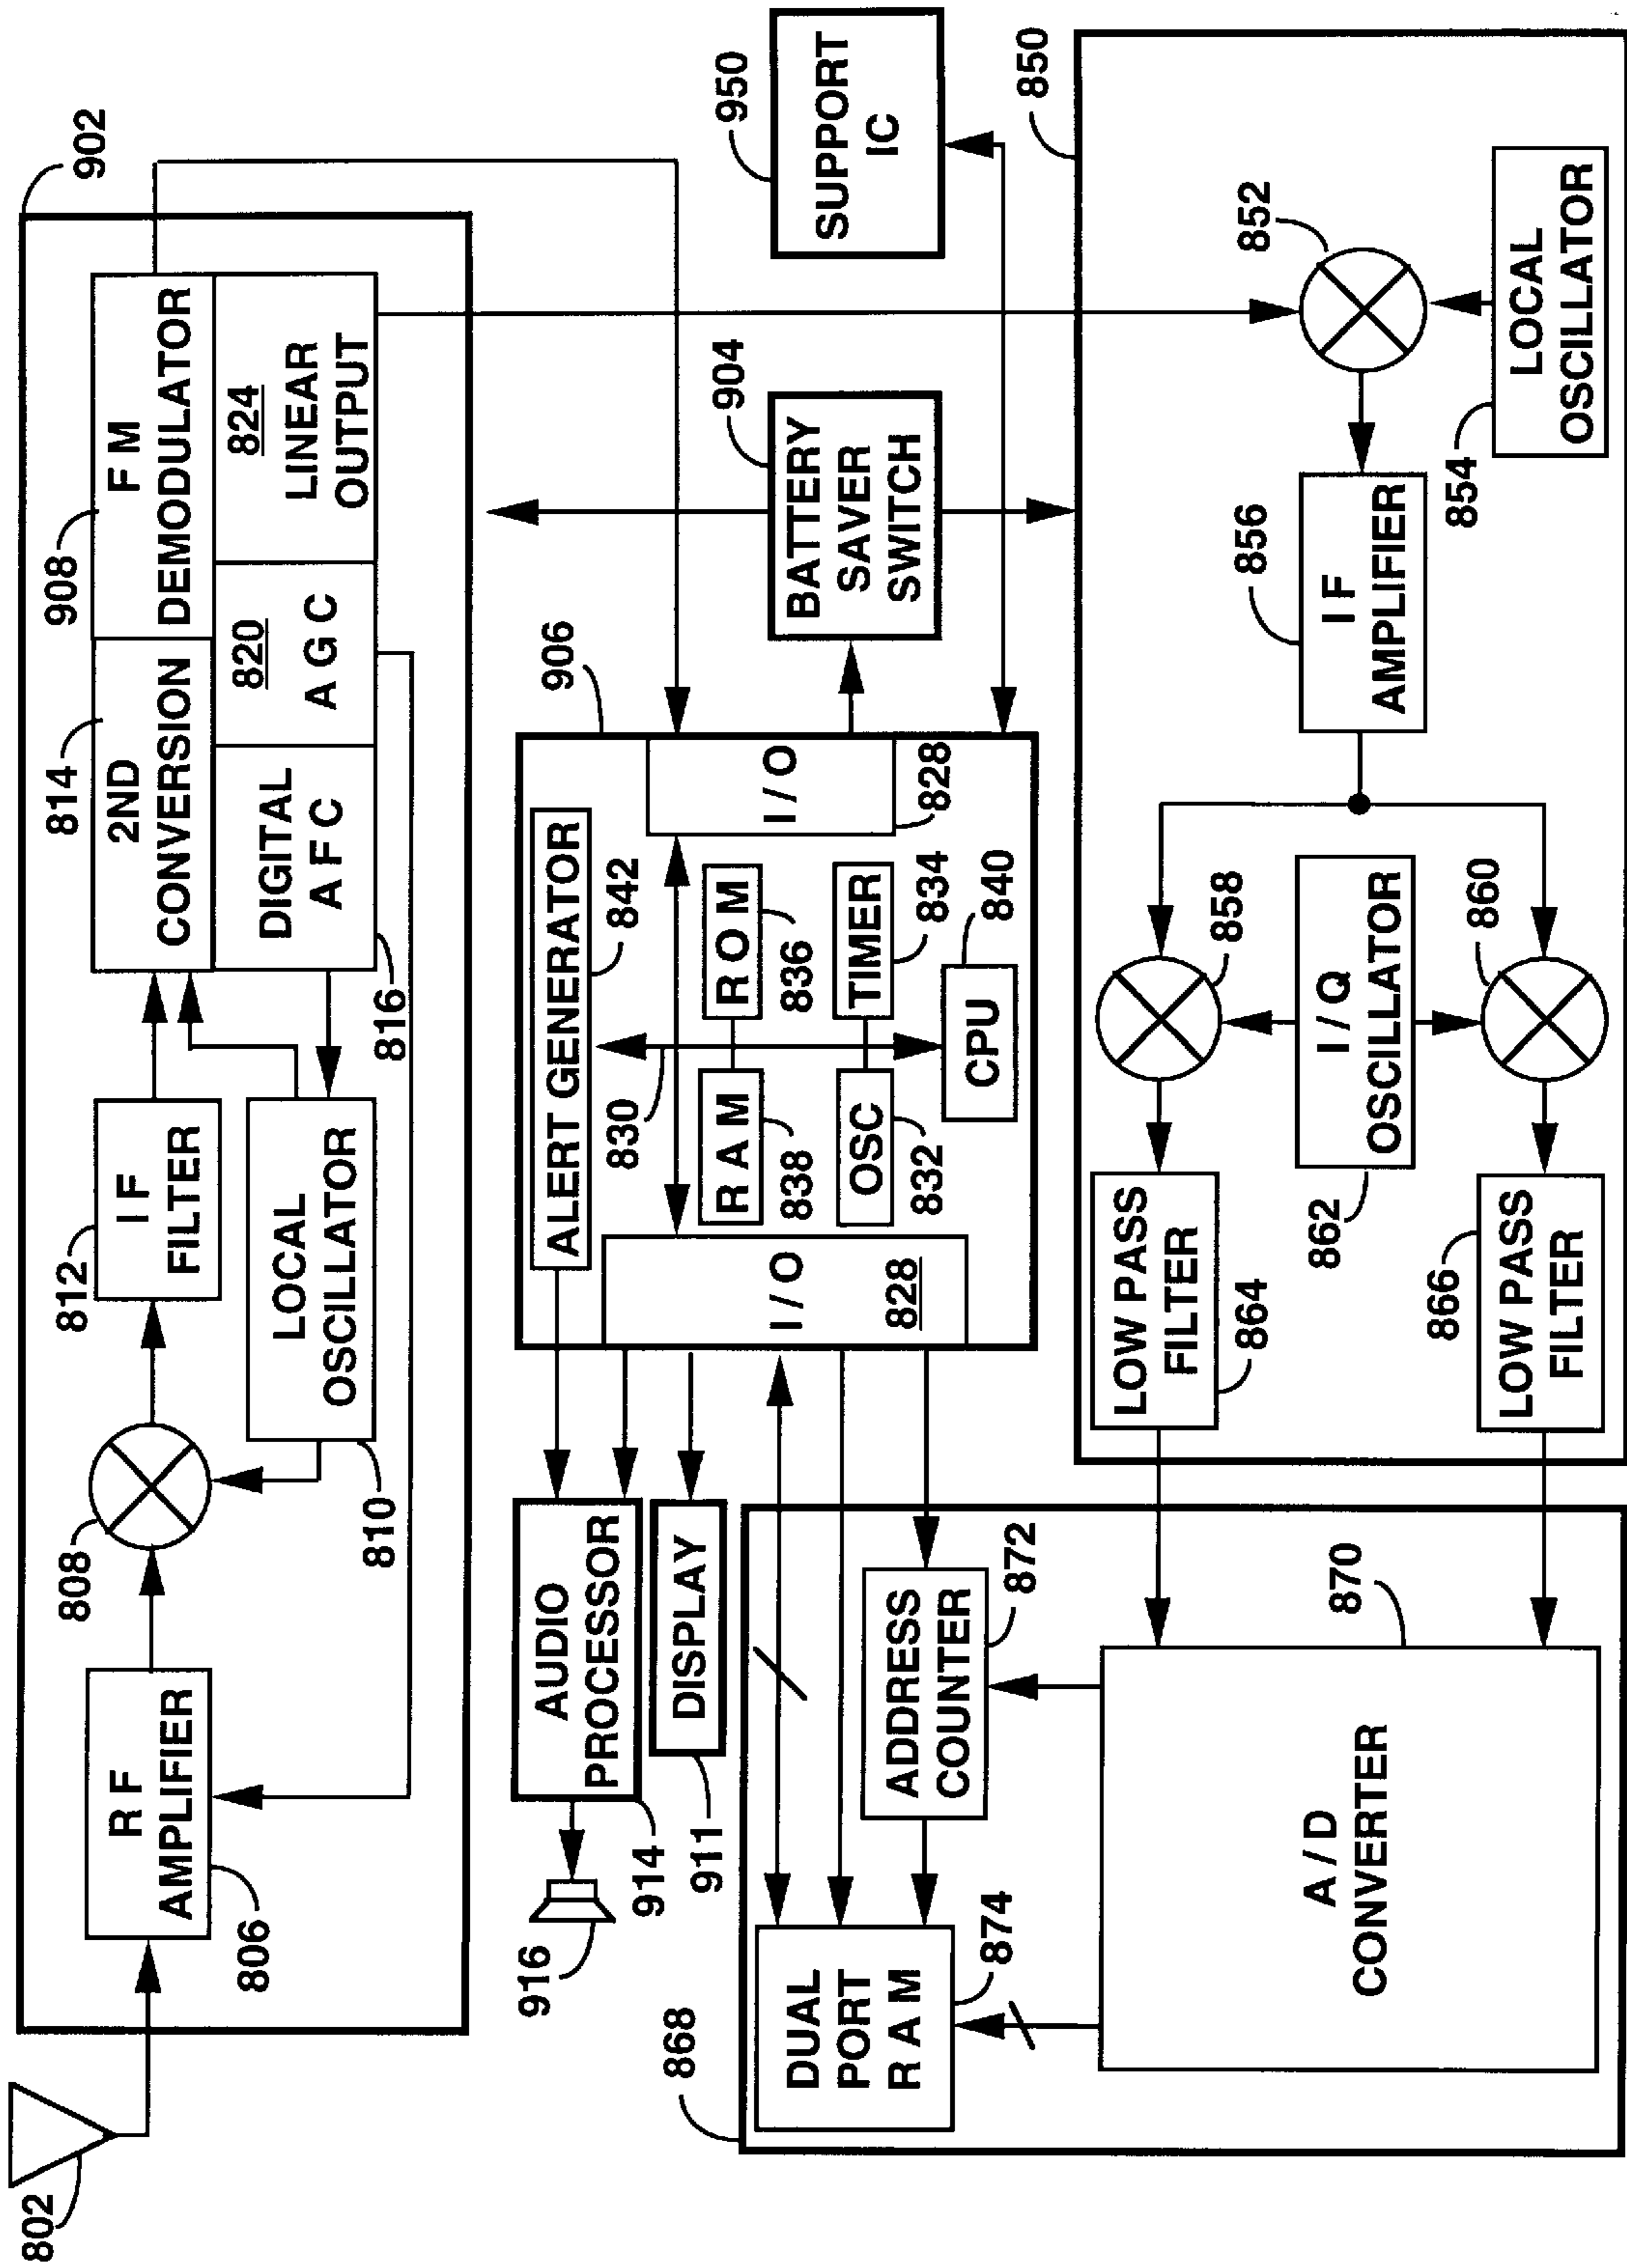 802
902
R F
AMPLIFIER
806
808
I F
FILTER
812
LOCAL
OSCILLATOR
810
814
2ND
CONVERSION
908
F M
DEMODULATOR
DIGITAL
A F C
816
820
A G C
824
LINEAR
OUTPUT
916
AUDIO
PROCESSOR
914
DISPLAY
911
906
ALERT GENERATOR
842
I / O
828
830
R A M
838
R O M
836
OSC
832
TIMER
834
CPU
840
I / O
828
BATTERY
SAVER
SWITCH
904
SUPPORT
IC
950
868
DUAL
PORT
R A M
874
ADDRESS
COUNTER
872
A / D
CONVERTER
870
850
LOW PASS
FILTER
864
858
I / Q
OSCILLATOR
862
LOW PASS
FILTER
866
860
I F
AMPLIFIER
856
852
LOCAL
OSCILLATOR
854